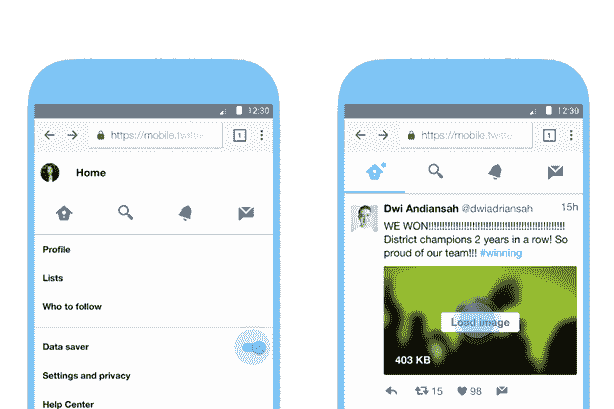 12:30
https://mobile.twitter
1
Home
Profile
Lists
Who to follow
Data saver
Settings and privacy
Help Center
12:30
https://mobile.twitter
1
Dwi Andiansah @dwiadriansah 15h
WE WON!!!!!!!!!!!!!!!!!!!!!!!!!!!!!!!!!!!!!!!!!!!!!!!!!!!
District champions 2 years in a row! So
proud of our team!!! #winning
Load image
403 KB
15 98